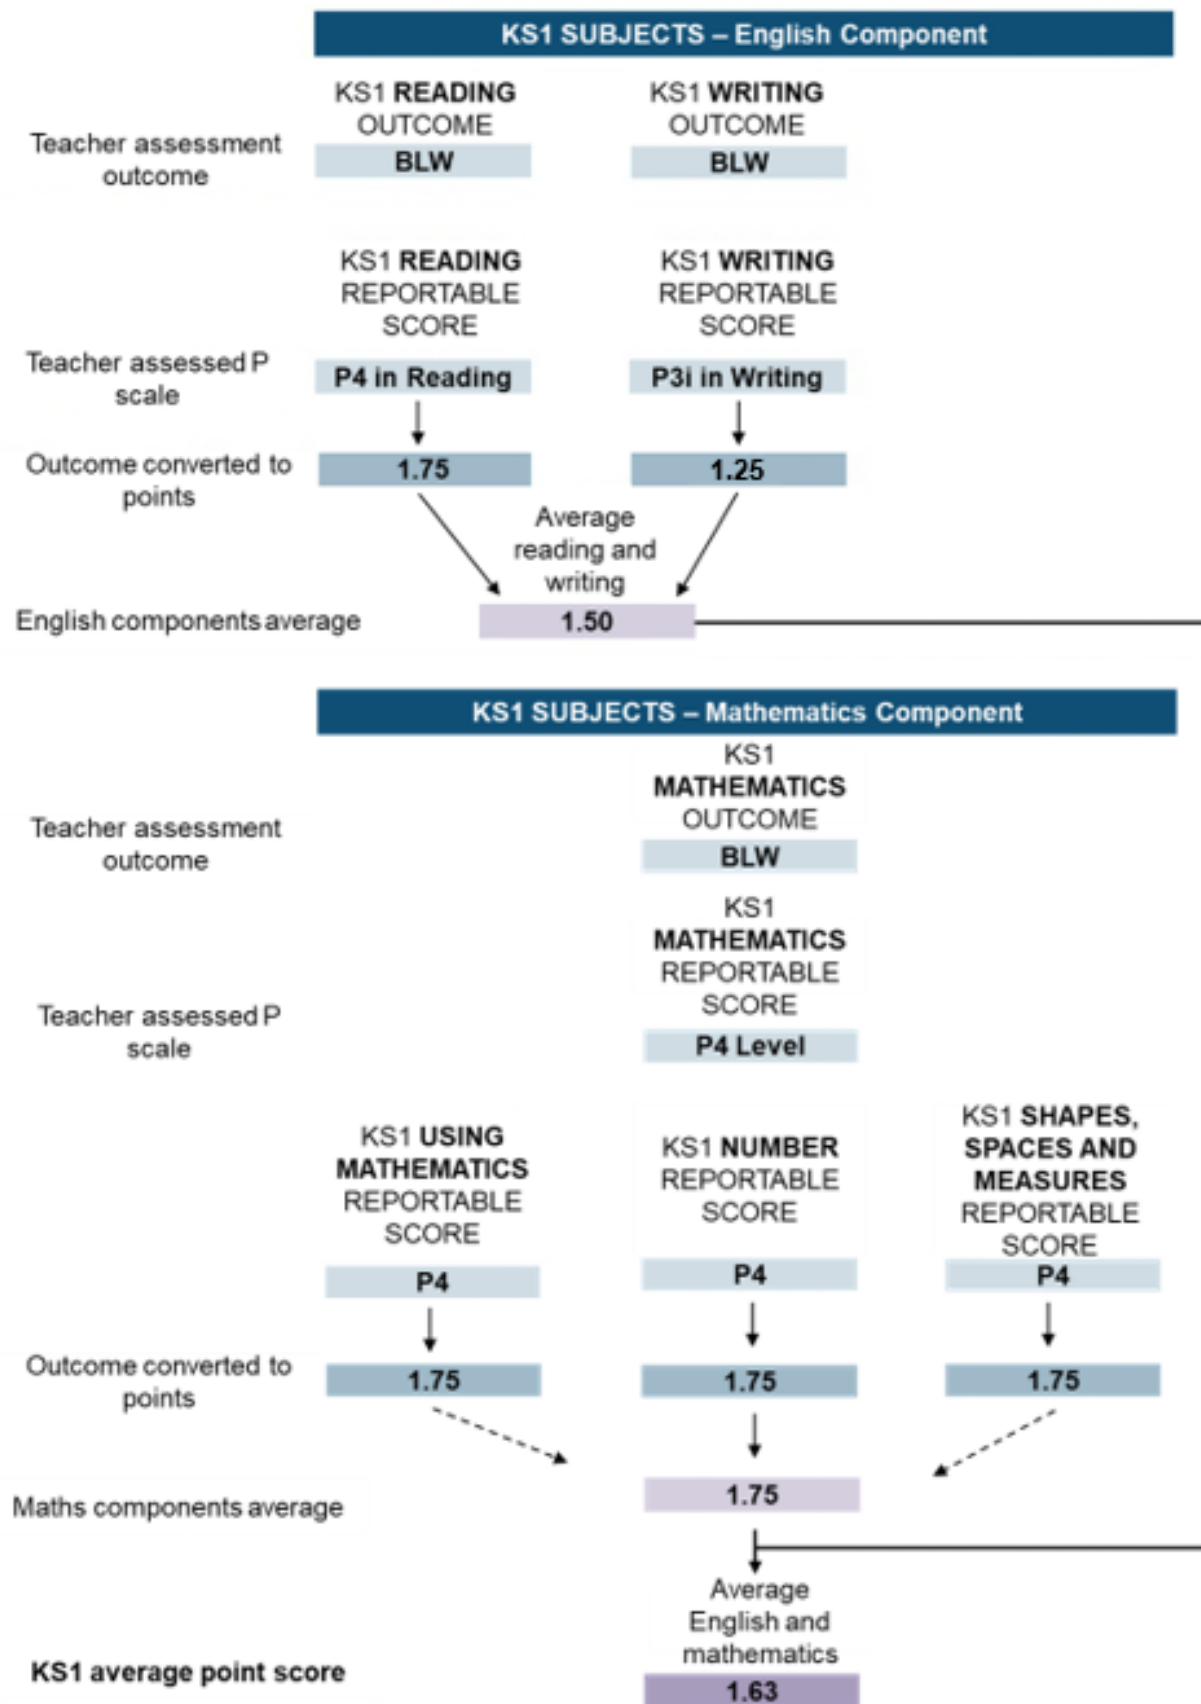 KS1 SUBJECTS – English Component
KS1 READING
OUTCOME
KS1 WRITING
OUTCOME
Teacher assessment
outcome
BLW
BLW
KS1 READING
REPORTABLE
SCORE
KS1 WRITING
REPORTABLE
SCORE
Teacher assessed P
scale
P4 in Reading
P3i in Writing
Outcome converted to
points
1.75
1.25
Average
reading and
writing
English components average
1.50
KS1 SUBJECTS – Mathematics Component
KS1
MATHEMATICS
OUTCOME
Teacher assessment
outcome
BLW
KS1
MATHEMATICS
REPORTABLE
SCORE
Teacher assessed P
scale
P4 Level
KS1 USING
MATHEMATICS
REPORTABLE
SCORE
KS1 NUMBER
REPORTABLE
SCORE
KS1 SHAPES,
SPACES AND
MEASURES
REPORTABLE
SCORE
P4
P4
P4
Outcome converted to
points
1.75
1.75
1.75
Maths components average
1.75
Average
English and
mathematics
KS1 average point score
1.63